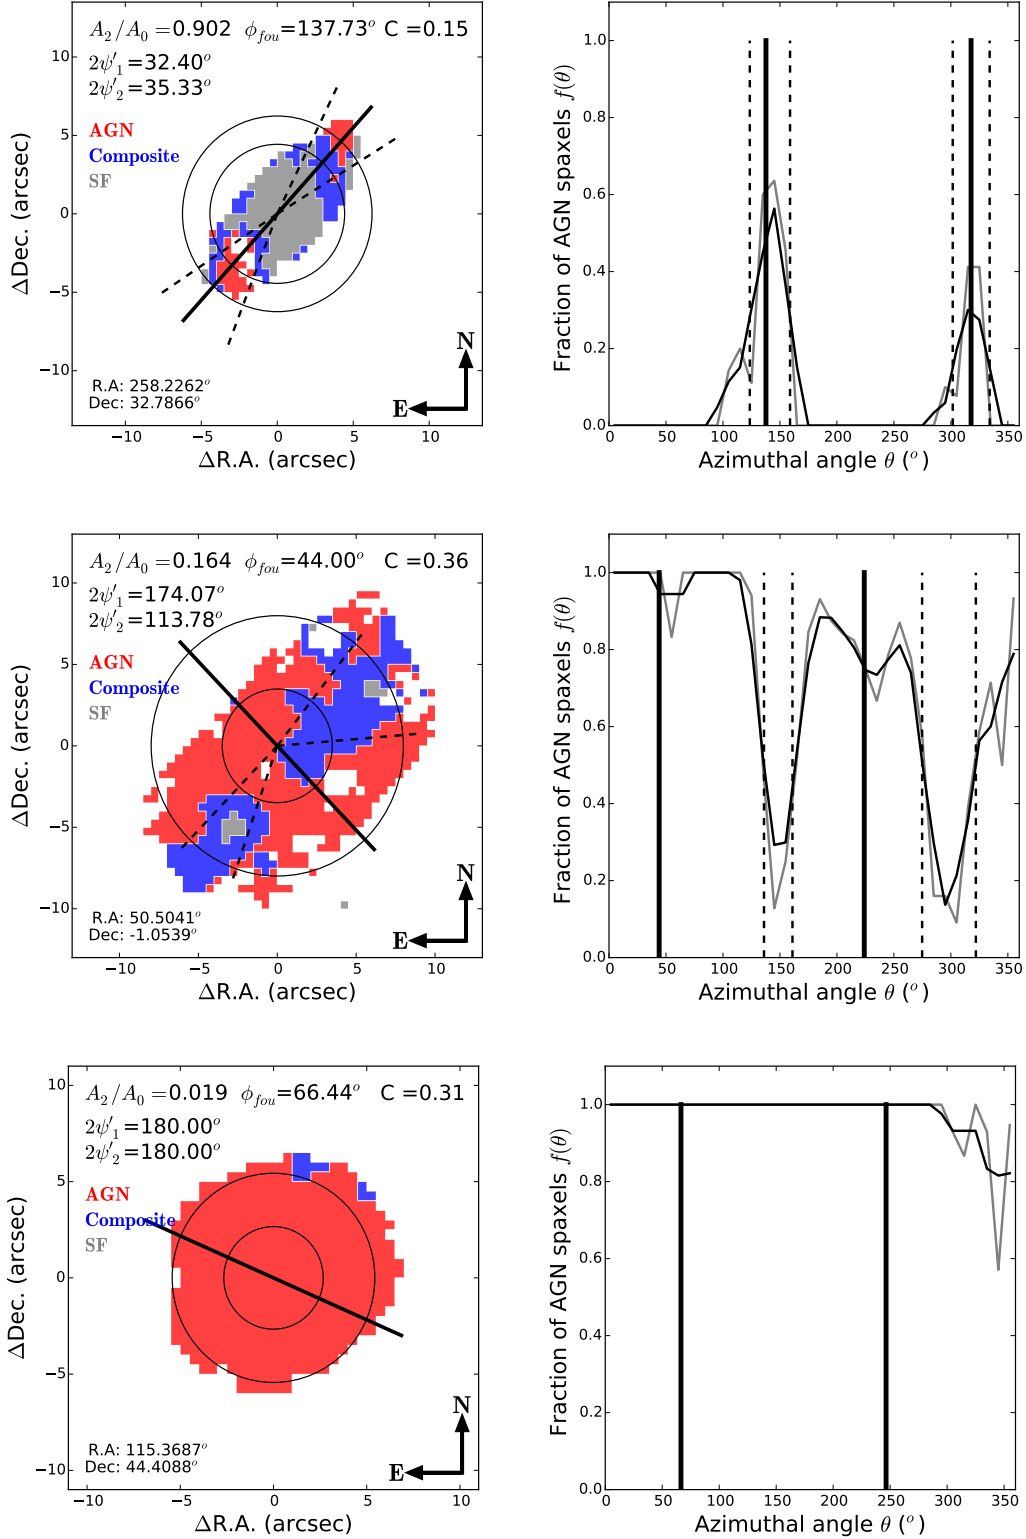 A₂/A₀=0.902 ϕ_fou=137.73° C =0.15
2ψ′₁=32.40°
2ψ′₂=35.33°
AGN
Composite
SF
R.A: 258.2262°
Dec: 32.7866°
N
E
10
5
0
−5
−10
−10 −5 0 5 10
ΔR.A. (arcsec)
ΔDec. (arcsec)
1.0
0.8
0.6
0.4
0.2
0.0
0 50 100 150 200 250 300 350
Azimuthal angle θ (°)
Fraction of AGN spaxels f(θ)
A₂/A₀=0.164 ϕ_fou=44.00° C =0.36
2ψ′₁=174.07°
2ψ′₂=113.78°
AGN
Composite
SF
R.A: 50.5041°
Dec: -1.0539°
N
E
10
5
0
−5
−10
−10 −5 0 5 10
ΔR.A. (arcsec)
ΔDec. (arcsec)
1.0
0.8
0.6
0.4
0.2
0.0
0 50 100 150 200 250 300 350
Azimuthal angle θ (°)
Fraction of AGN spaxels f(θ)
A₂/A₀=0.019 ϕ_fou=66.44° C =0.31
2ψ′₁=180.00°
2ψ′₂=180.00°
AGN
Composite
SF
R.A: 115.3687°
Dec: 44.4088°
N
E
10
5
0
−5
−10
−10 −5 0 5 10
ΔR.A. (arcsec)
ΔDec. (arcsec)
1.0
0.8
0.6
0.4
0.2
0.0
0 50 100 150 200 250 300 350
Azimuthal angle θ (°)
Fraction of AGN spaxels f(θ)